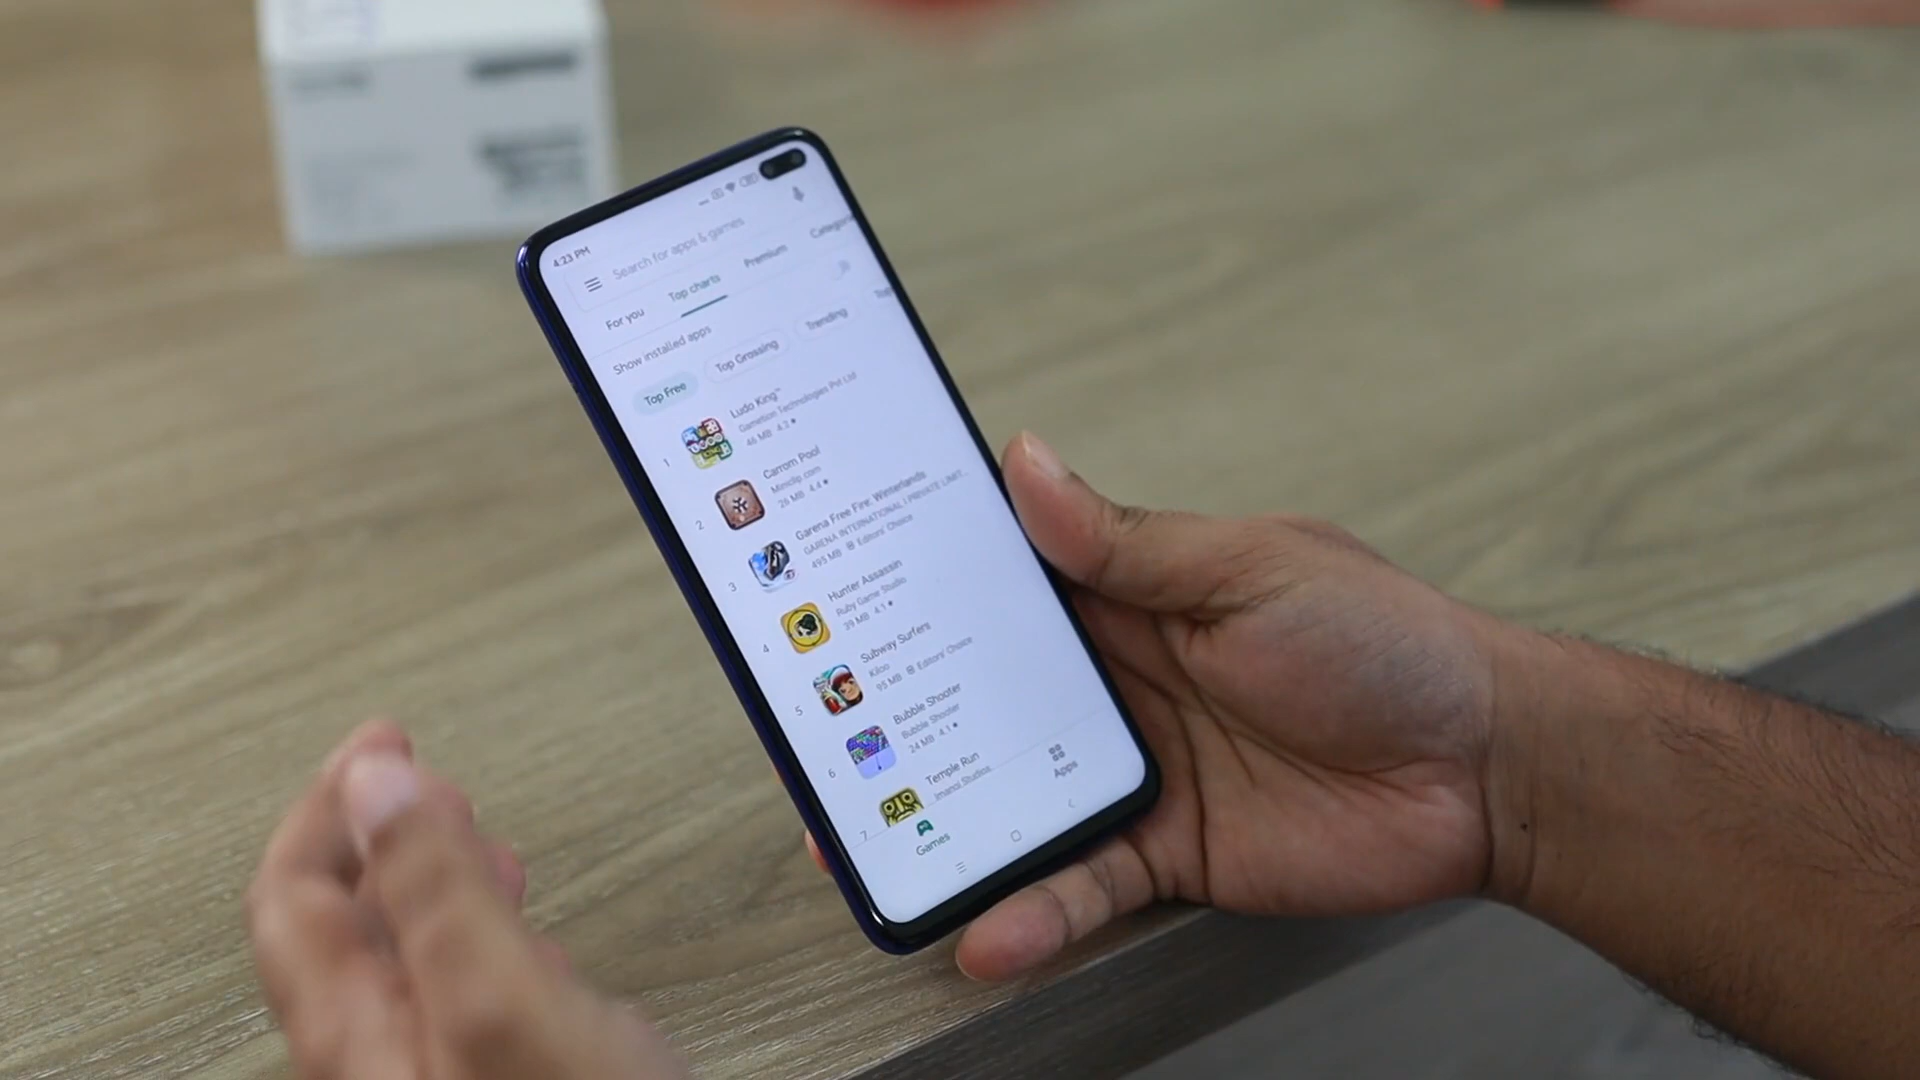 4:23 PM
Search for apps & games
For you
Top charts
Premium
Show installed apps
Top Free
Top Grossing
Trending
1
Ludo King™
Gametion Technologies Pvt Ltd
46 MB 4.2
2
Carrom Pool
Miniclip.com
26 MB 4.4
3
Garena Free Fire: Winterlands
GARENA INTERNATIONAL I PRIVATE LIMIT...
495 MB Editors' Choice
4
Hunter Assassin
Ruby Game Studio
39 MB 4.1
5
Subway Surfers
Kiloo
95 MB Editors' Choice
6
Bubble Shooter
Bubble Shooter
24 MB 4.1
7
Temple Run
Imangi Studios
Games
Apps